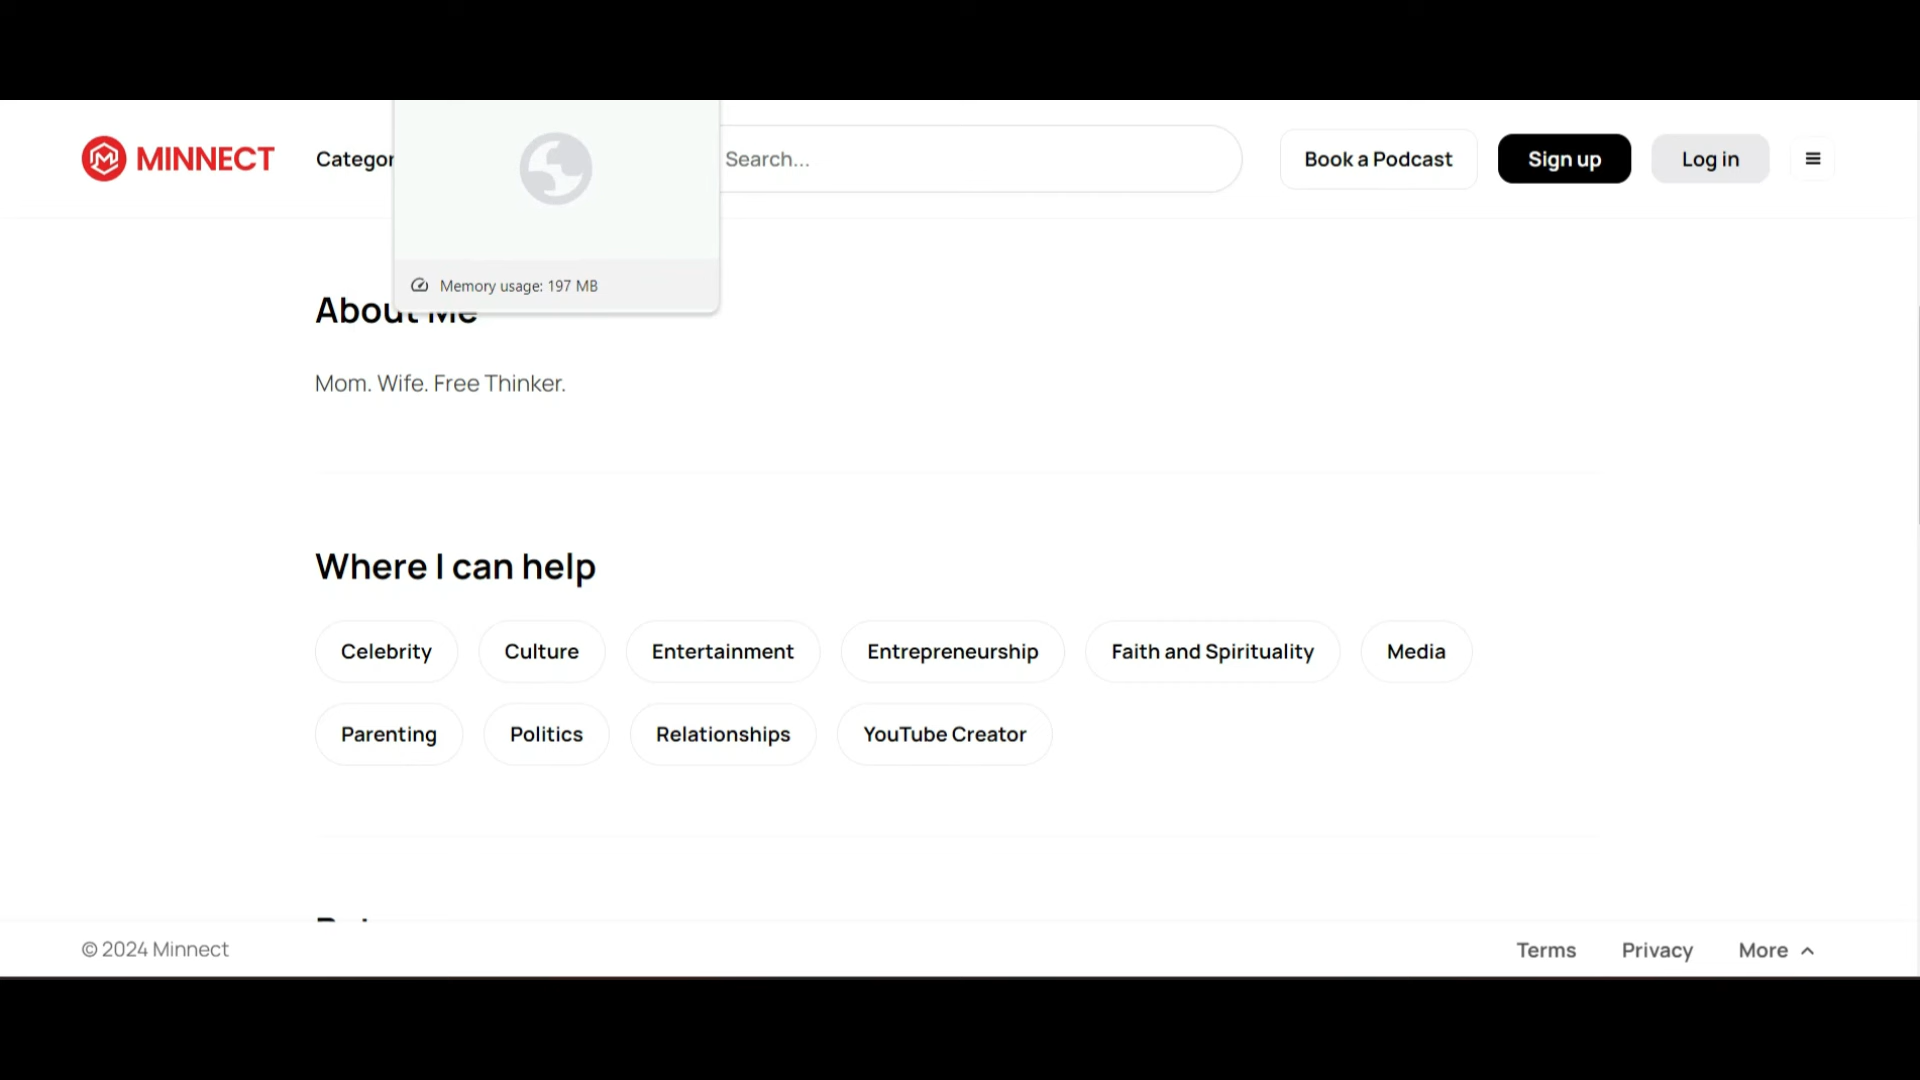 MINNECT
Categor
Search...
Book a Podcast
Sign up
Log in
Memory usage: 197 MB
About Me
Mom. Wife. Free Thinker.
Where I can help
Celebrity
Culture
Entertainment
Entrepreneurship
Faith and Spirituality
Media
Parenting
Politics
Relationships
YouTube Creator
© 2024 Minnect
Terms
Privacy
More